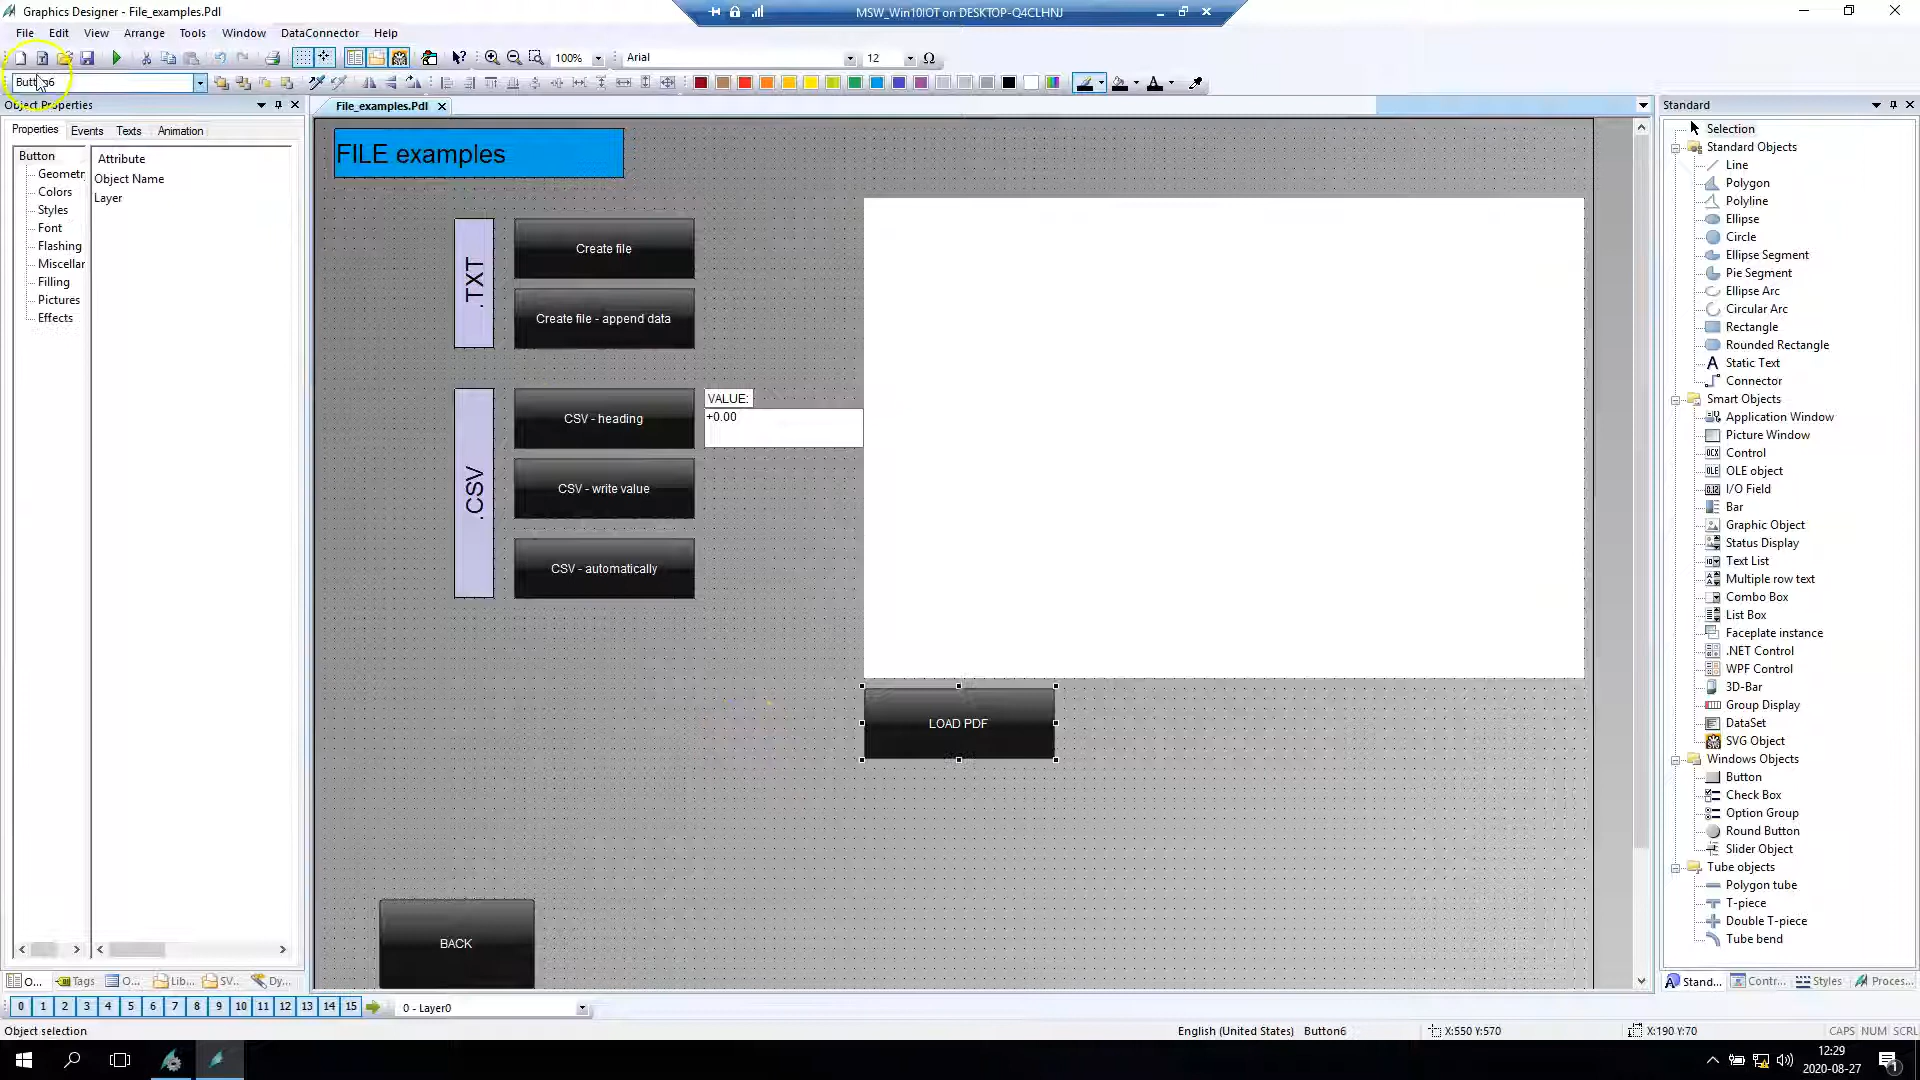 Graphics Designer - File_examples.Pdl
MSW_Win10IOT on DESKTOP-Q4CLHNJ
File Edit View Arrange Tools Window DataConnector Help
100% Arial 12 Ω
Button6
Object Properties
File_examples.Pdl
Standard
Properties Events Texts Animation
Button
Geometr
Colors
Styles
Font
Flashing
Miscellar
Filling
Pictures
Effects
Attribute
Object Name
Layer
FILE examples
.TXT
Create file
Create file - append data
.CSV
CSV - heading
VALUE:
+0.00
CSV - write value
CSV - automatically
LOAD PDF
BACK
Selection
Standard Objects
Line
Polygon
Polyline
Ellipse
Circle
Ellipse Segment
Pie Segment
Ellipse Arc
Circular Arc
Rectangle
Rounded Rectangle
Static Text
Connector
Smart Objects
Application Window
Picture Window
Control
OLE object
I/O Field
Bar
Graphic Object
Status Display
Text List
Multiple row text
Combo Box
List Box
Faceplate instance
.NET Control
WPF Control
3D-Bar
Group Display
DataSet
SVG Object
Windows Objects
Button
Check Box
Option Group
Round Button
Slider Object
Tube objects
Polygon tube
T-piece
Double T-piece
Tube bend
O... Tags O... Lib... SV... Dy...
Stand... Contr... Styles Proces...
0 1 2 3 4 5 6 7 8 9 10 11 12 13 14 15 0 - Layer0
Object selection English (United States) Button6 X:550 Y:570 X:190 Y:70 CAPS NUM SCRL
12:29
2020-08-27
1